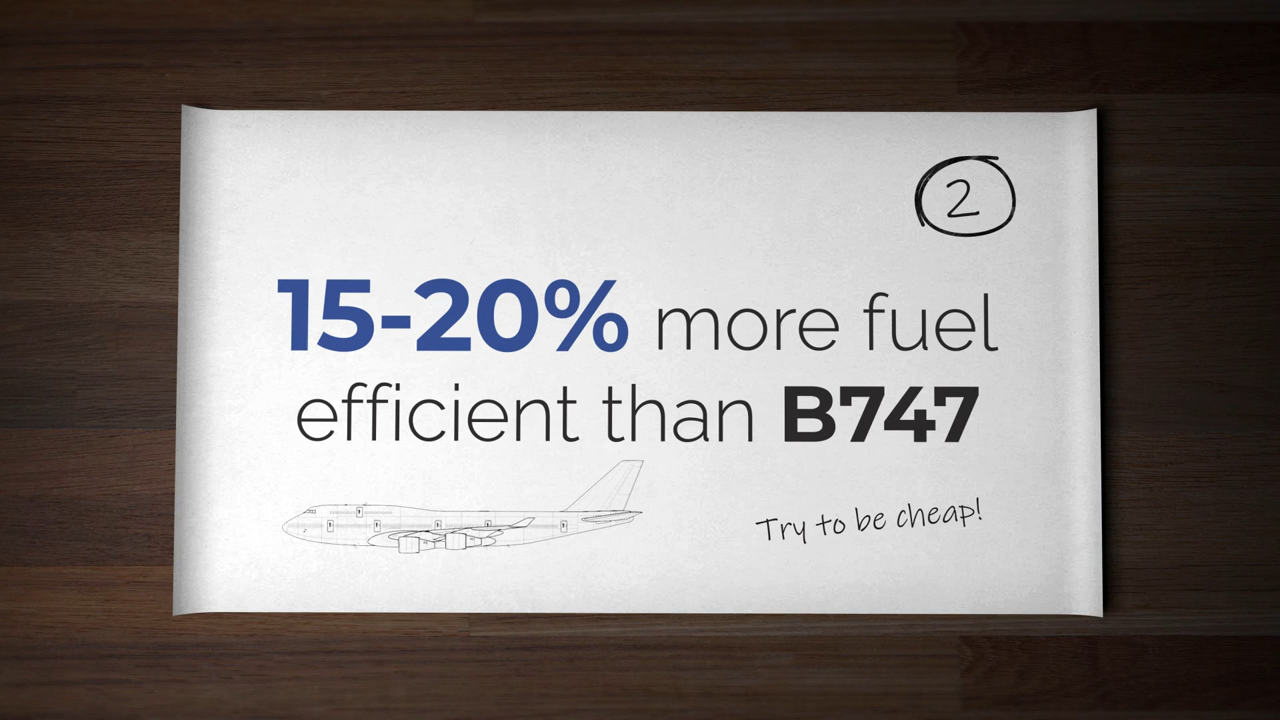 2
15-20% more fuel
efficient than B747
Try to be cheap!